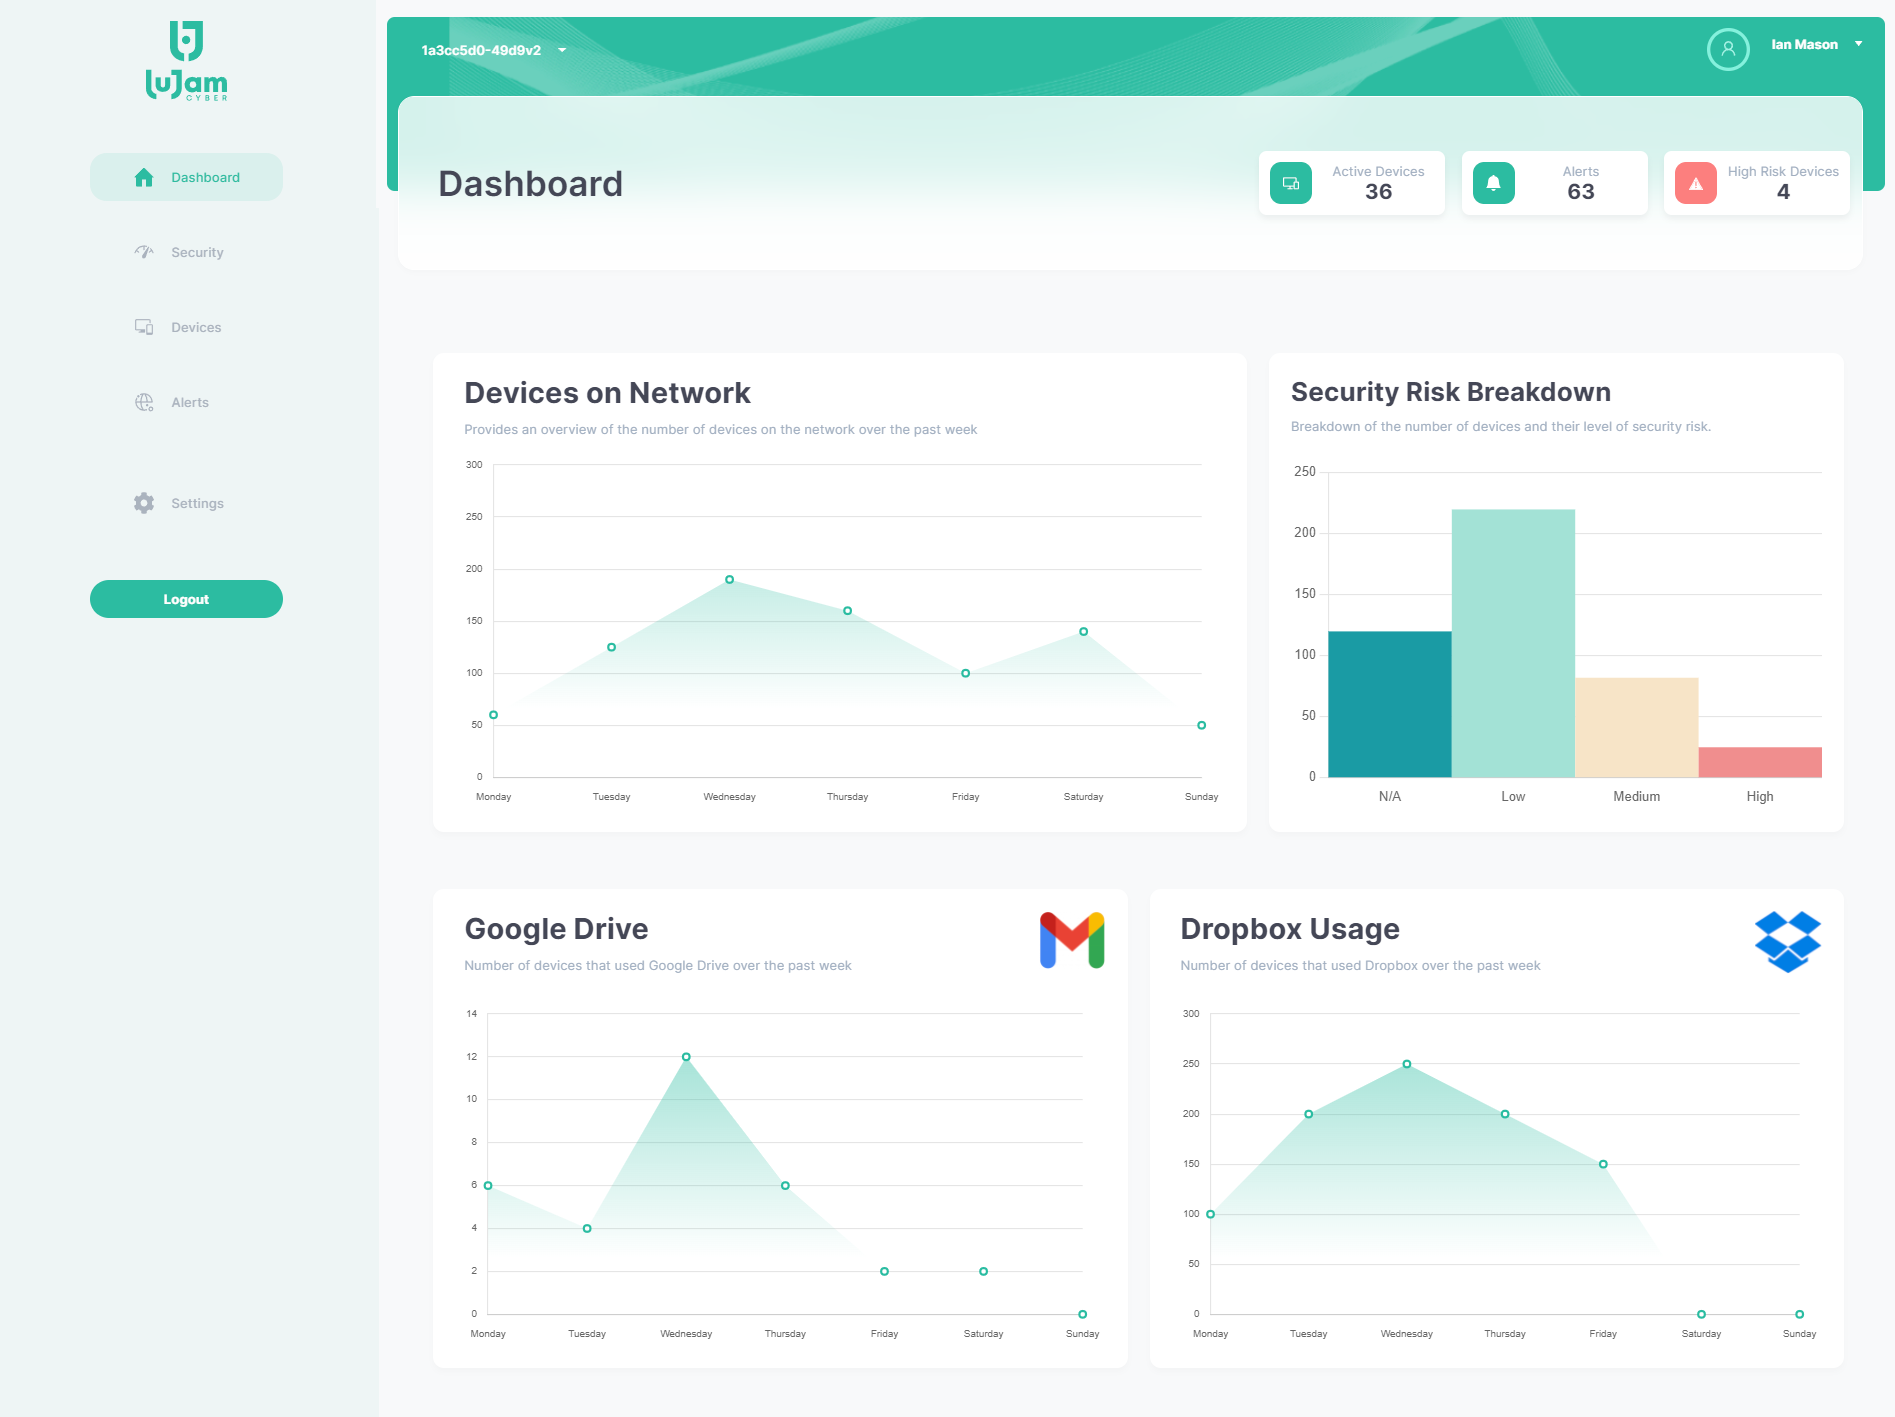 luJam
CYBER
Dashboard
Security
Devices
Alerts
Settings
Logout
1a3cc5d0-49d9v2
Ian Mason
Dashboard
Active Devices
36
Alerts
63
High Risk Devices
4
Devices on Network
Provides an overview of the number of devices on the network over the past week
300
250
200
150
100
50
0
Monday Tuesday Wednesday Thursday Friday Saturday Sunday
Security Risk Breakdown
Breakdown of the number of devices and their level of security risk.
250
200
150
100
50
0
N/A Low Medium High
Google Drive
Number of devices that used Google Drive over the past week
14
12
10
8
6
4
2
0
Monday Tuesday Wednesday Thursday Friday Saturday Sunday
Dropbox Usage
Number of devices that used Dropbox over the past week
300
250
200
150
100
50
0
Monday Tuesday Wednesday Thursday Friday Saturday Sunday